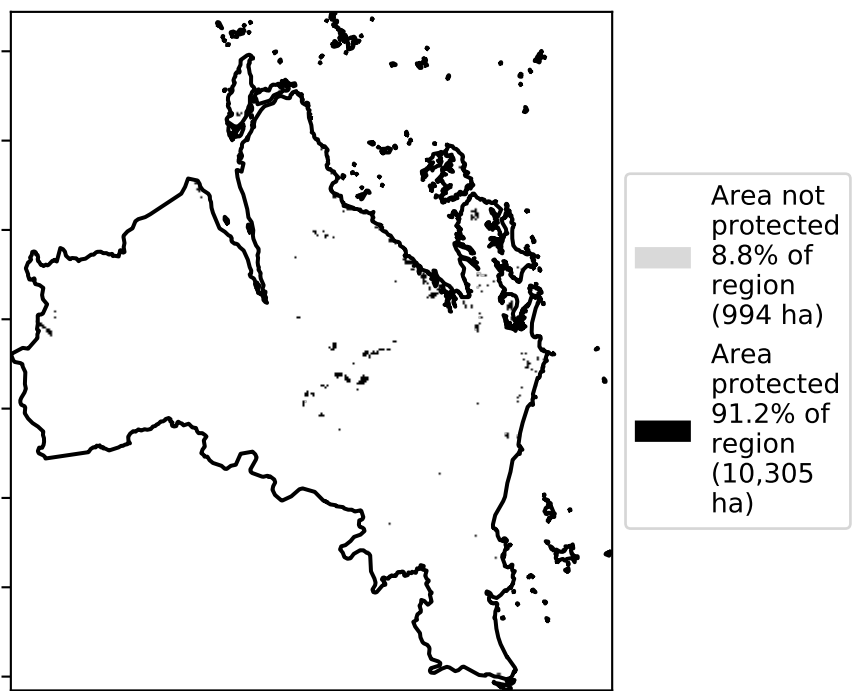 Area not
protected
8.8% of
region
(994 ha)
Area
protected
91.2% of
region
(10,305
ha)